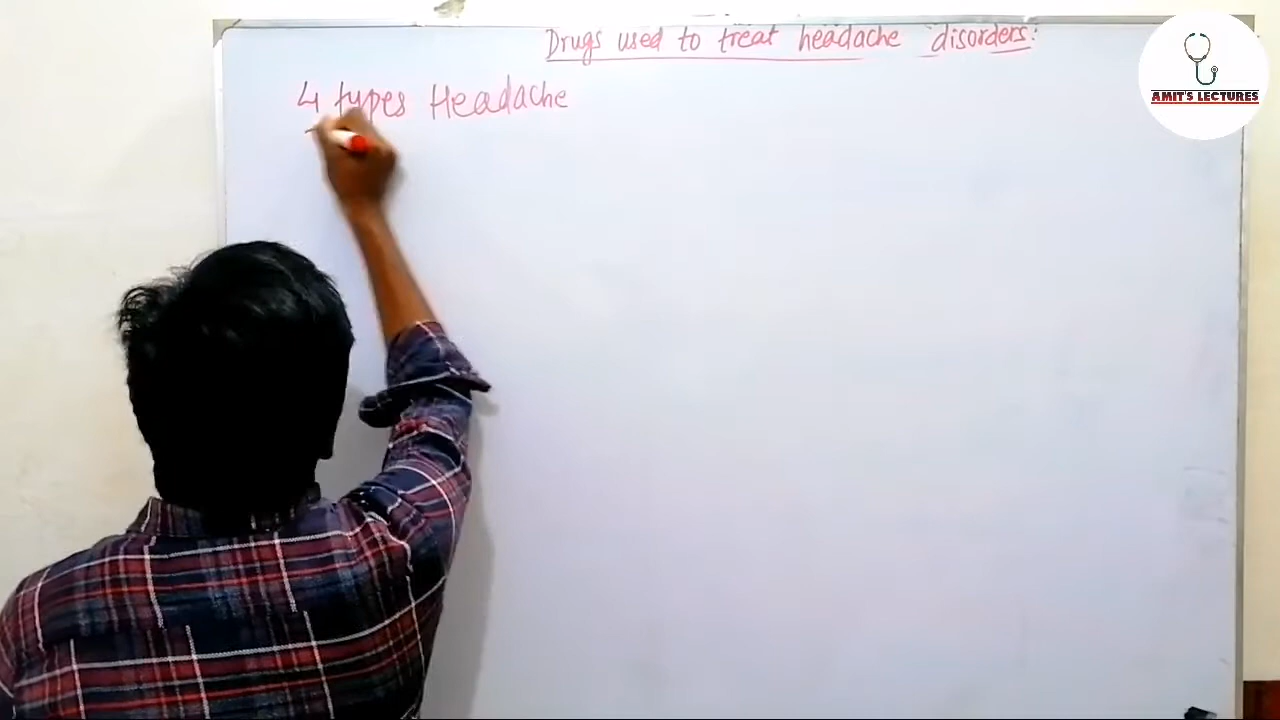 Drugs used to treat headache disorders:
4 types Headache
AMIT'S LECTURES